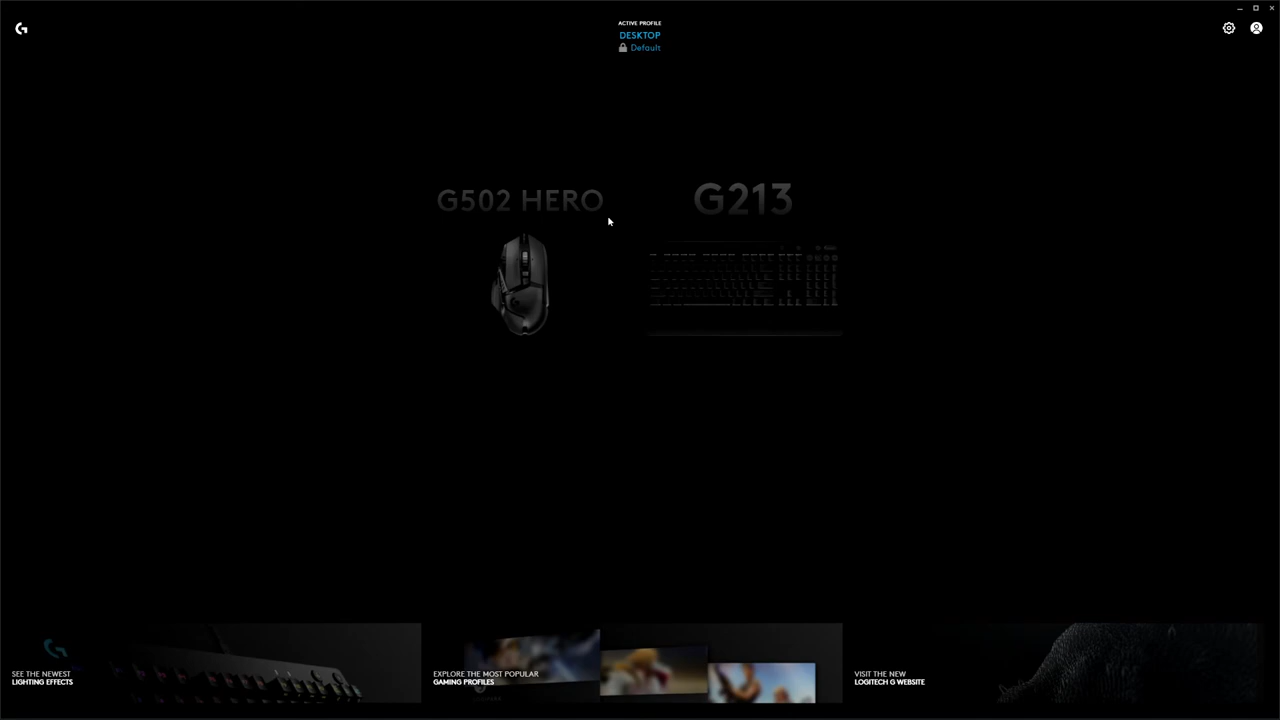 ACTIVE PROFILE
DESKTOP
Default
G502 HERO
G213
SEE THE NEWEST
LIGHTING EFFECTS
EXPLORE THE MOST POPULAR
GAMING PROFILES
VISIT THE NEW
LOGITECH G WEBSITE